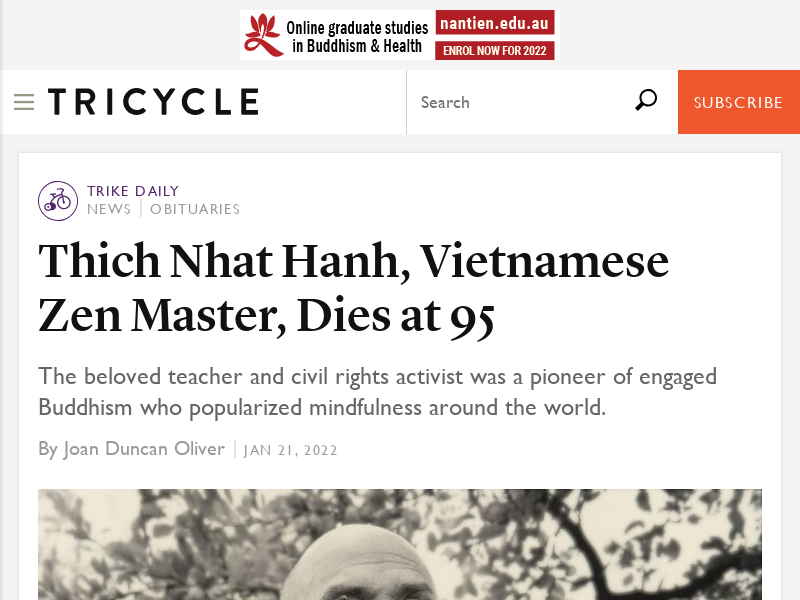 Online graduate studies
in Buddhism & Health
nantien.edu.au
ENROL NOW FOR 2022
TRICYCLE
Search
SUBSCRIBE
TRIKE DAILY
NEWS | OBITUARIES
Thich Nhat Hanh, Vietnamese
Zen Master, Dies at 95
The beloved teacher and civil rights activist was a pioneer of engaged
Buddhism who popularized mindfulness around the world.
By Joan Duncan Oliver | JAN 21, 2022